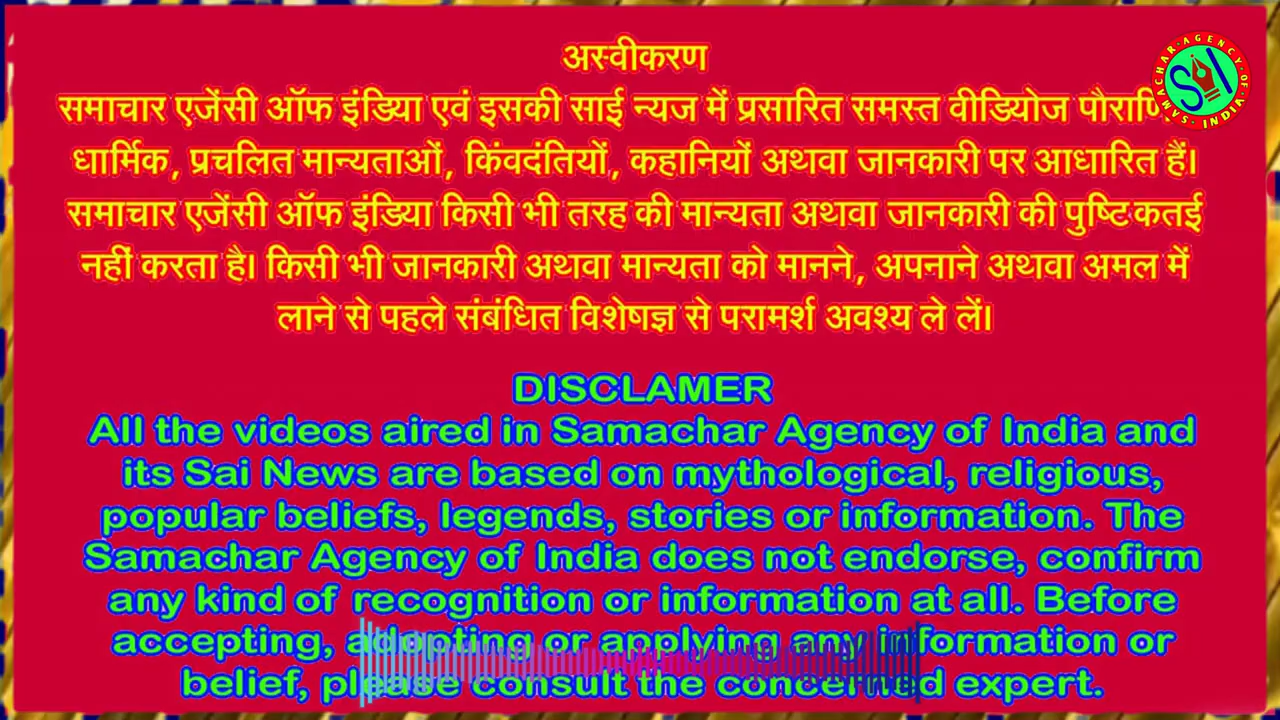 अस्वीकरण
समाचार एजेंसी ऑफ इंडिया एवं इसकी साई न्यज में प्रसारित समस्त वीडियोज
धार्मिक, प्रचलित मान्यताओं, किंवदंतियों, कहानियों अथवा जानकारी पर आधारित हैं।
समाचार एजेंसी ऑफ इंडिया किसी भी तरह की मान्यता अथवा जानकारी की पुष्टि कतई
नहीं करता है। किसी भी जानकारी अथवा मान्यता को मानने, अपनाने अथवा अमल में
लाने से पहले संबंधित विशेषज्ञ से परामर्श अवश्य ले लें।
SAMACHAR·AGENCY·OF·INDIA·
SAI
DISCLAMER
All the videos aired in Samachar Agency of India and
its Sai News are based on mythological, religious,
popular beliefs, legends, stories or information. The
Samachar Agency of India does not endorse, confirm
any kind of recognition or information at all. Before
accepting, adopting or applying any information or
belief, please consult the concerned expert.